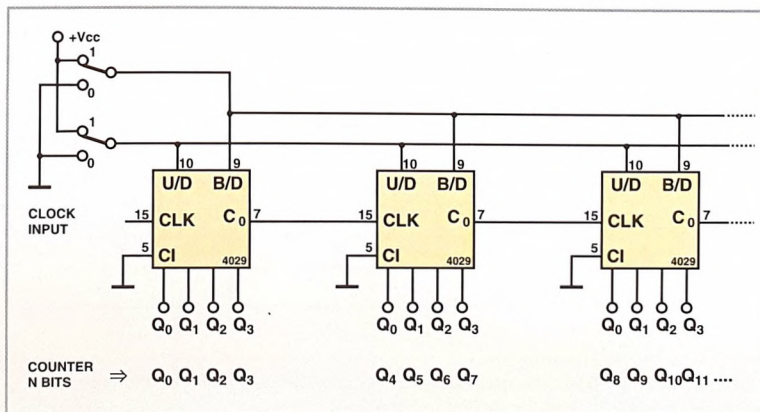 +Vcc
1
0
1
0
10 9 10 9 10 9
U/D B/D U/D B/D U/D B/D
CLOCK
INPUT
15 CLK C0 7 15 CLK C0 7 15 CLK C0 7
5 CI 4029 5 CI 4029 5 CI 4029
Q0 Q1 Q2 Q3 Q0 Q1 Q2 Q3 Q0 Q1 Q2 Q3
COUNTER
N BITS ⇒ Q0 Q1 Q2 Q3 Q4 Q5 Q6 Q7 Q8 Q9 Q10 Q11 ....